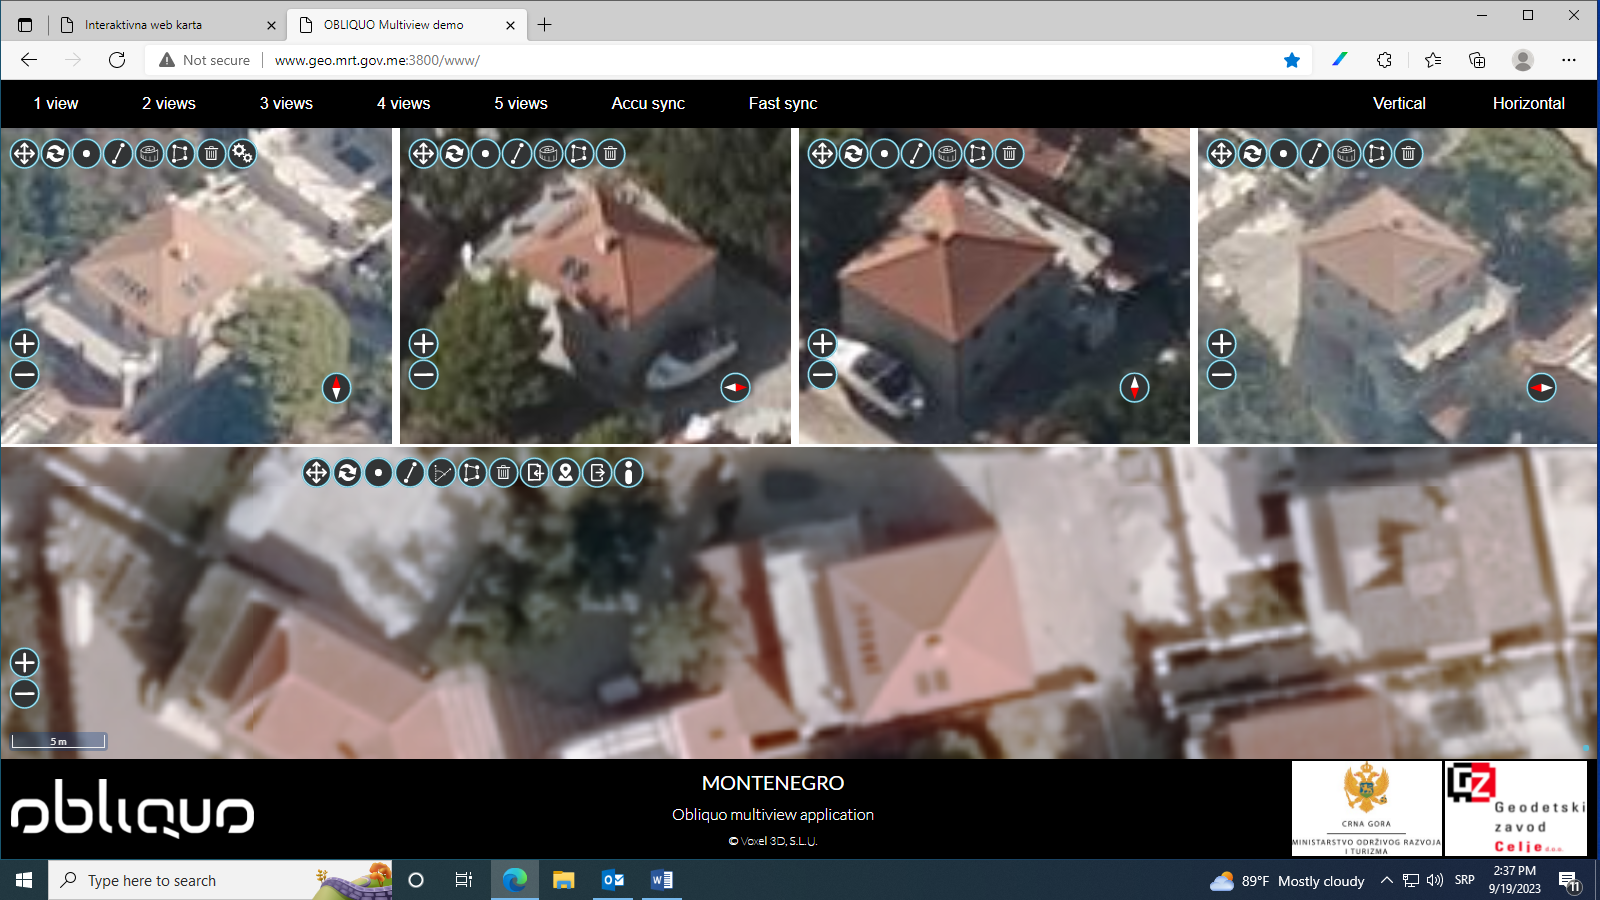 Interaktivna web karta
OBLIQUO Multiview demo
Not secure
www.geo.mrt.gov.me:3800/www/
1 view
2 views
3 views
4 views
5 views
Accu sync
Fast sync
Vertical
Horizontal
5 m
obliquo
MONTENEGRO
Obliquo multiview application
© Voxel 3D, S.L.U.
CRNA GORA
MINISTARSTVO ODRŽIVOG RAZVOJA
I TURIZMA
GZ
Geodetski
zavod
Celje d.o.o.
Type here to search
89°F Mostly cloudy
SRP
2:37 PM
9/19/2023
11